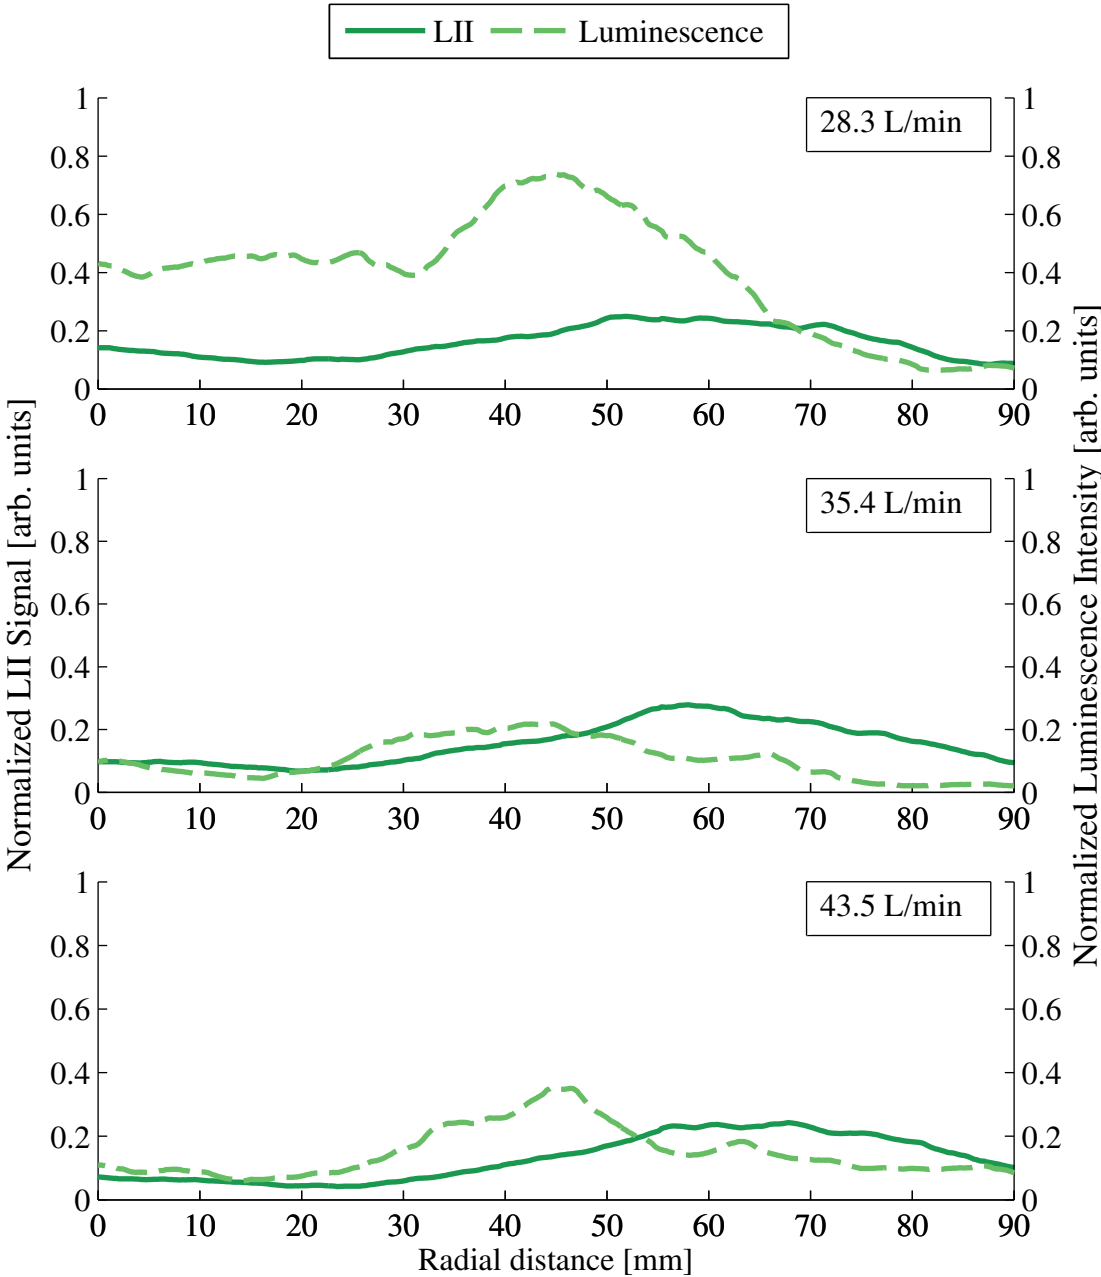 LII Luminescence
28.3 L/min
1 1
0.8 0.8
0.6 0.6
0.4 0.4
0.2 0.2
0 0
0 10 20 30 40 50 60 70 80 90
35.4 L/min
1 1
0.8 0.8
0.6 0.6
0.4 0.4
0.2 0.2
0 0
0 10 20 30 40 50 60 70 80 90
43.5 L/min
1 1
0.8 0.8
0.6 0.6
0.4 0.4
0.2 0.2
0 0
0 10 20 30 40 50 60 70 80 90
Radial distance [mm]
Normalized LII Signal [arb. units]
Normalized Luminescence Intensity [arb. units]